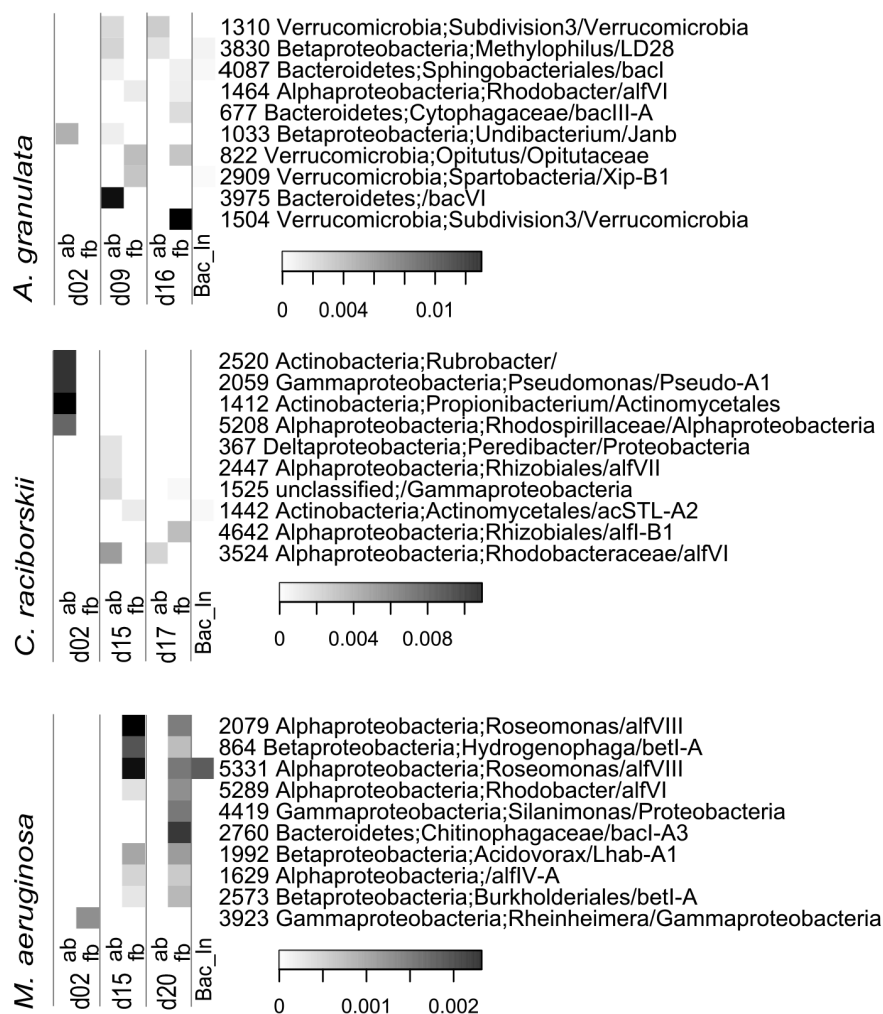 1310 Verrucomicrobia;Subdivision3/Verrucomicrobia
3830 Betaproteobacteria;Methylophilus/LD28
4087 Bacteroidetes;Sphingobacteriales/bacI
1464 Alphaproteobacteria;Rhodobacter/alfVI
677 Bacteroidetes;Cytophagaceae/bacIII-A
1033 Betaproteobacteria;Undibacterium/Janb
822 Verrucomicrobia;Opitutus/Opitutaceae
2909 Verrucomicrobia;Spartobacteria/Xip-B1
3975 Bacteroidetes;/bacVI
1504 Verrucomicrobia;Subdivision3/Verrucomicrobia
A. granulata
ab fb ab fb ab fb Bac_In
d02 d09 d16
0 0.004 0.01
2520 Actinobacteria;Rubrobacter/
2059 Gammaproteobacteria;Pseudomonas/Pseudo-A1
1412 Actinobacteria;Propionibacterium/Actinomycetales
5208 Alphaproteobacteria;Rhodospirillaceae/Alphaproteobacteria
367 Deltaproteobacteria;Peredibacter/Proteobacteria
2447 Alphaproteobacteria;Rhizobiales/alfVII
1525 unclassified;/Gammaproteobacteria
1442 Actinobacteria;Actinomycetales/acSTL-A2
4642 Alphaproteobacteria;Rhizobiales/alfI-B1
3524 Alphaproteobacteria;Rhodobacteraceae/alfVI
C. raciborskii
ab fb ab fb ab fb Bac_In
d02 d15 d17
0 0.004 0.008
2079 Alphaproteobacteria;Roseomonas/alfVIII
864 Betaproteobacteria;Hydrogenophaga/betI-A
5331 Alphaproteobacteria;Roseomonas/alfVIII
5289 Alphaproteobacteria;Rhodobacter/alfVI
4419 Gammaproteobacteria;Silanimonas/Proteobacteria
2760 Bacteroidetes;Chitinophagaceae/bacI-A3
1992 Betaproteobacteria;Acidovorax/Lhab-A1
1629 Alphaproteobacteria;/alfIV-A
2573 Betaproteobacteria;Burkholderiales/betI-A
3923 Gammaproteobacteria;Rheinheimera/Gammaproteobacteria
M. aeruginosa
ab fb ab fb ab fb Bac_In
d02 d15 d20
0 0.001 0.002